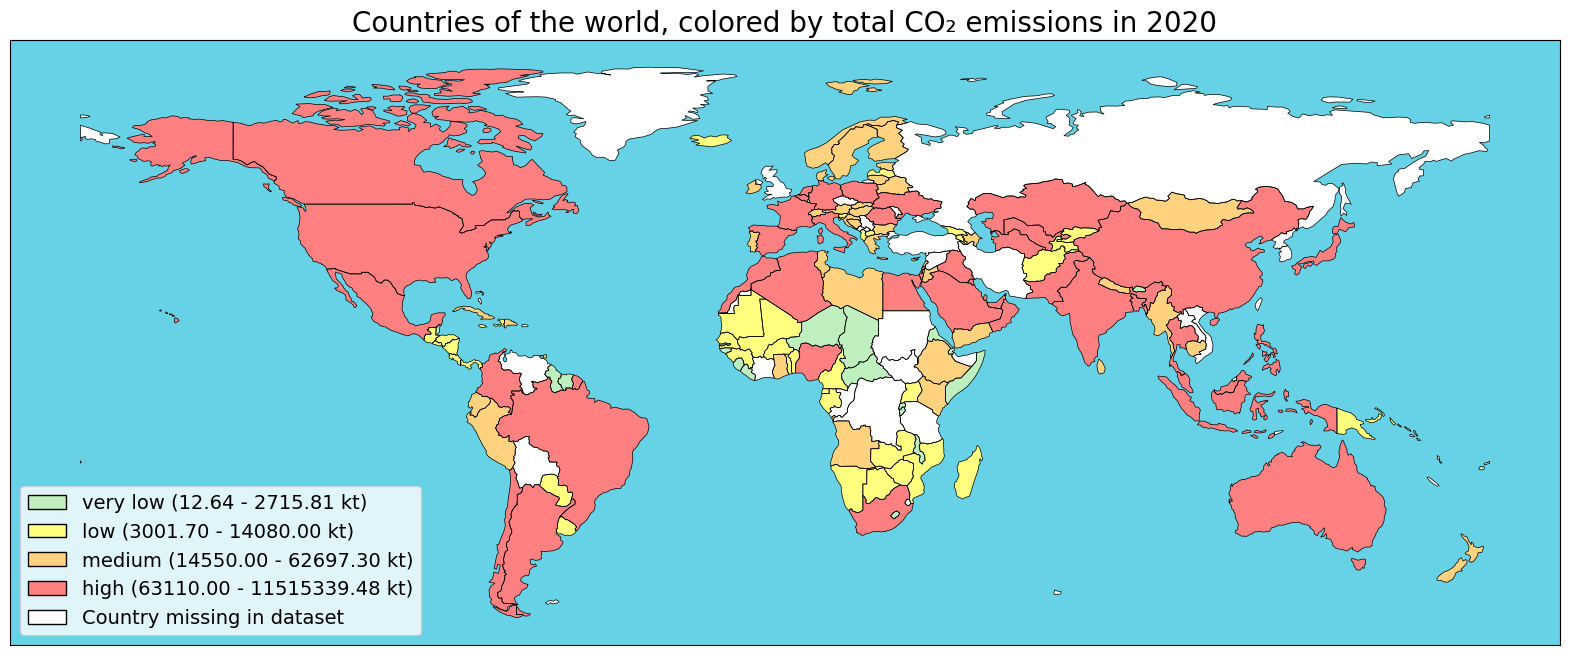 Countries of the world, colored by total CO₂ emissions in 2020
very low (12.64 - 2715.81 kt)
low (3001.70 - 14080.00 kt)
medium (14550.00 - 62697.30 kt)
high (63110.00 - 11515339.48 kt)
Country missing in dataset